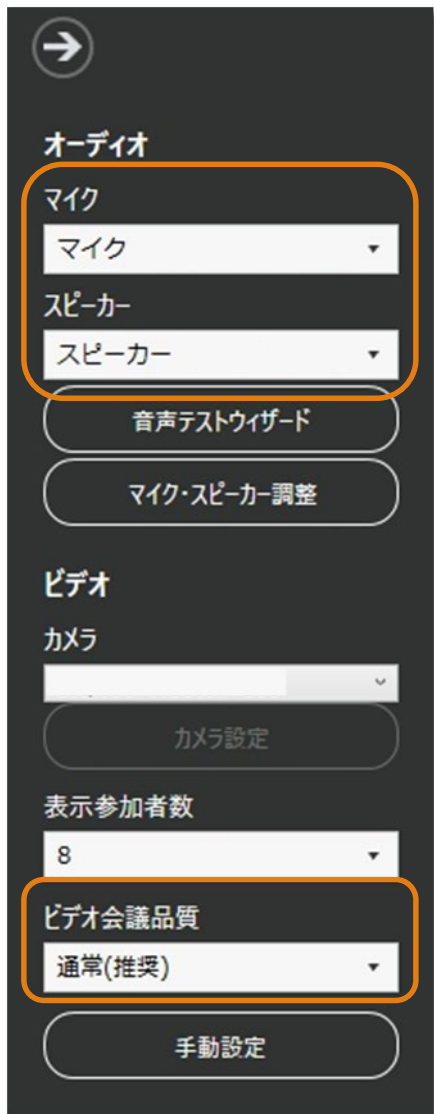 オーディオ
マイク
マイク
スピーカー
スピーカー
音声テストウィザード
マイク・スピーカー調整
ビデオ
カメラ
カメラ設定
表示参加者数
8
ビデオ会議品質
通常(推奨)
手動設定